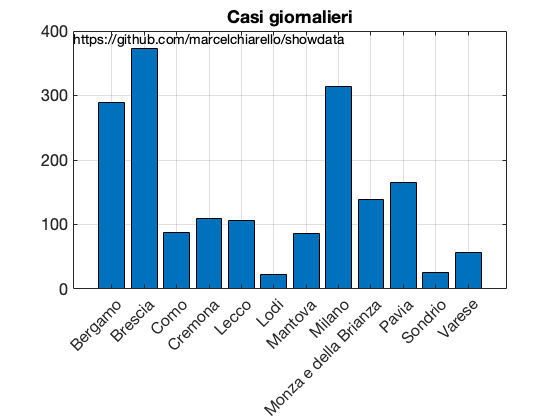 Casi giornalieri
https://github.com/marcelchiarello/showdata
400
300
200
100
0
Bergamo
Brescia
Como
Cremona
Lecco
Lodi
Mantova
Milano
Monza e della Brianza
Pavia
Sondrio
Varese